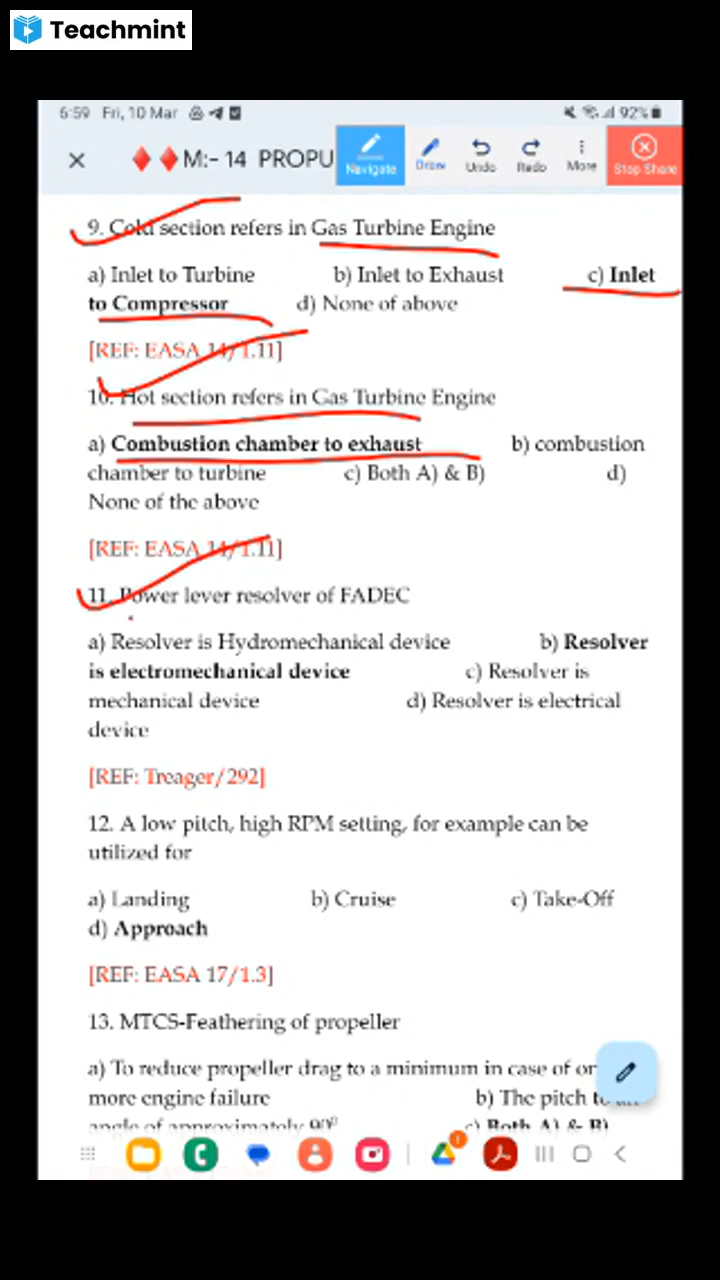 Teachmint
6:59 Fri, 10 Mar 92%
M:- 14 PROPU Navigate Draw Undo Redo More Stop Share
9. Cold section refers in Gas Turbine Engine
a) Inlet to Turbine b) Inlet to Exhaust c) Inlet
to Compressor d) None of above
[REF: EASA 14/1.11]
10. Hot section refers in Gas Turbine Engine
a) Combustion chamber to exhaust b) combustion
chamber to turbine c) Both A) & B) d)
None of the above
[REF: EASA 14/1.11]
11. Power lever resolver of FADEC
a) Resolver is Hydromechanical device b) Resolver
is electromechanical device c) Resolver is
mechanical device d) Resolver is electrical
device
[REF: Treager/292]
12. A low pitch, high RPM setting, for example can be
utilized for
a) Landing b) Cruise c) Take-Off
d) Approach
[REF: EASA 17/1.3]
13. MTCS-Feathering of propeller
a) To reduce propeller drag to a minimum in case of
more engine failure b) The pitch
angle of approximately 90⁰ c) Both A) & B)